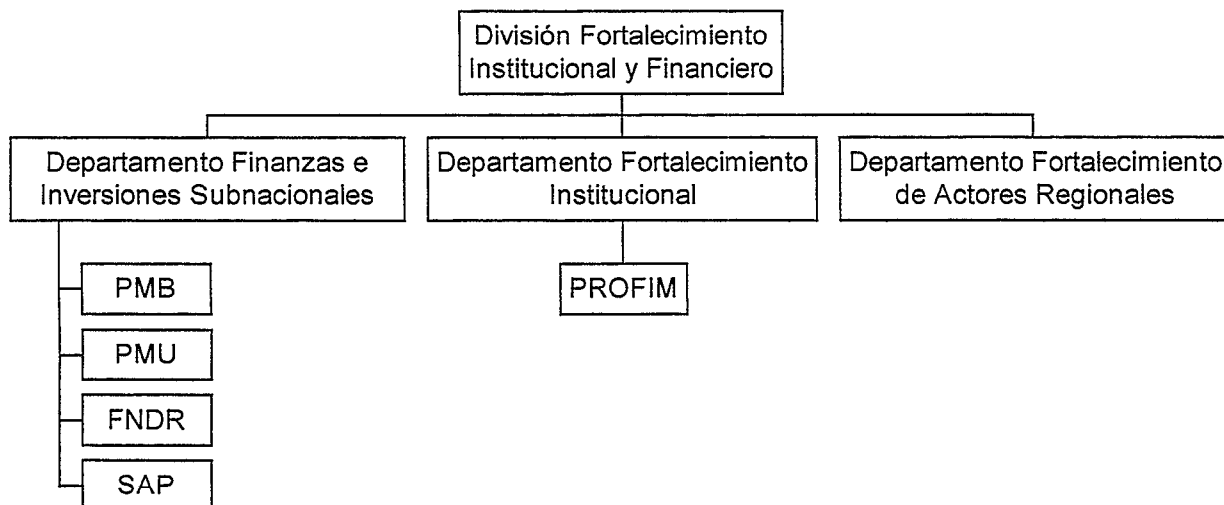 División Fortalecimiento
Institucional y Financiero
Departamento Finanzas e
Inversiones Subnacionales
Departamento Fortalecimiento
Institucional
Departamento Fortalecimiento
de Actores Regionales
PMB
PROFIM
PMU
FNDR
SAP